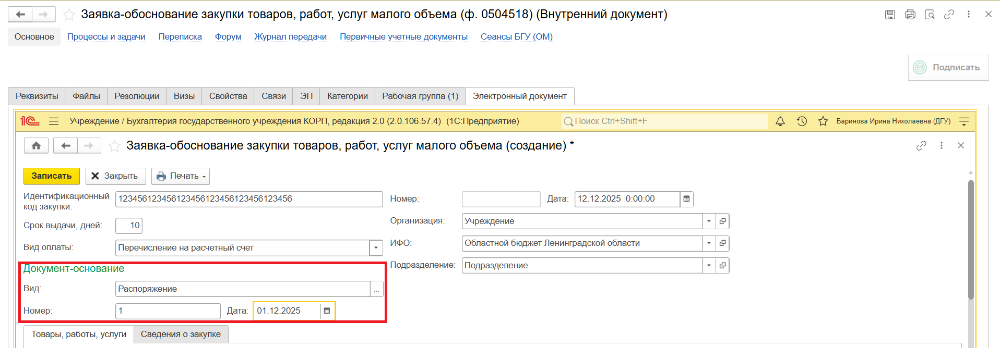 Заявка-обоснование закупки товаров, работ, услуг малого объема (ф. 0504518) (Внутренний документ)
Основное Процессы и задачи Переписка Форум Журнал передачи Первичные учетные документы Сеансы БГУ (ОМ)
Подписать
Реквизиты Файлы Резолюции Визы Свойства Связи ЭП Категории Рабочая группа (1) Электронный документ
1С Учреждение / Бухгалтерия государственного учреждения КОРП, редакция 2.0 (2.0.106.57.4) (1С:Предприятие) Поиск Ctrl+Shift+F Баринова Ирина Николаевна (ДГУ)
Заявка-обоснование закупки товаров, работ, услуг малого объема (создание) *
Записать Закрыть Печать
Идентификационный код закупки: 123456123456123456123456123456123456 Номер: Дата: 12.12.2025 0:00:00
Срок выдачи, дней: 10 Организация: Учреждение
Вид оплаты: Перечисление на расчетный счет ИФО: Областной бюджет Ленинградской области
Документ-основание Подразделение: Подразделение
Вид: Распоряжение ...
Номер: 1 Дата: 01.12.2025
Товары, работы, услуги Сведения о закупке